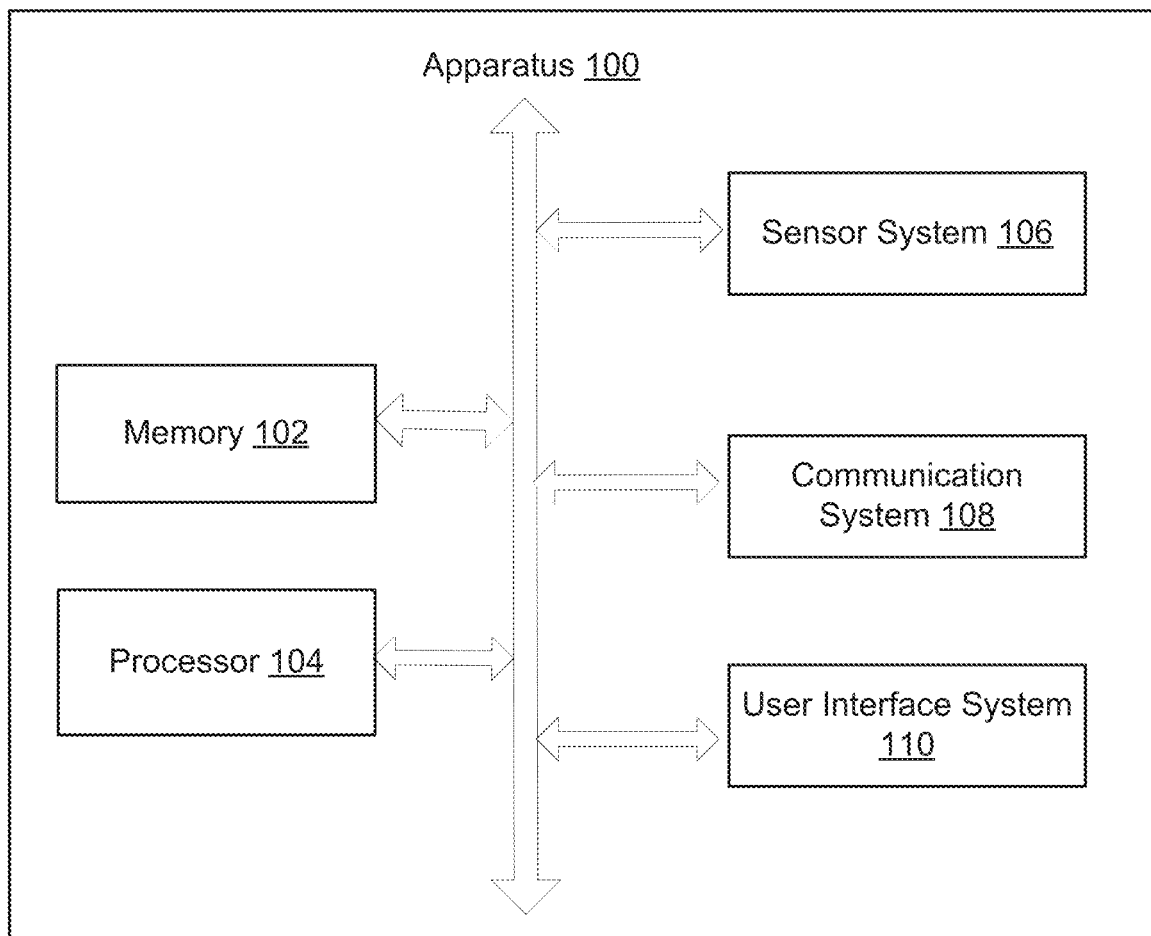 Apparatus 100
Sensor System 106
Memory 102
Communication
System 108
Processor 104
User Interface System
110